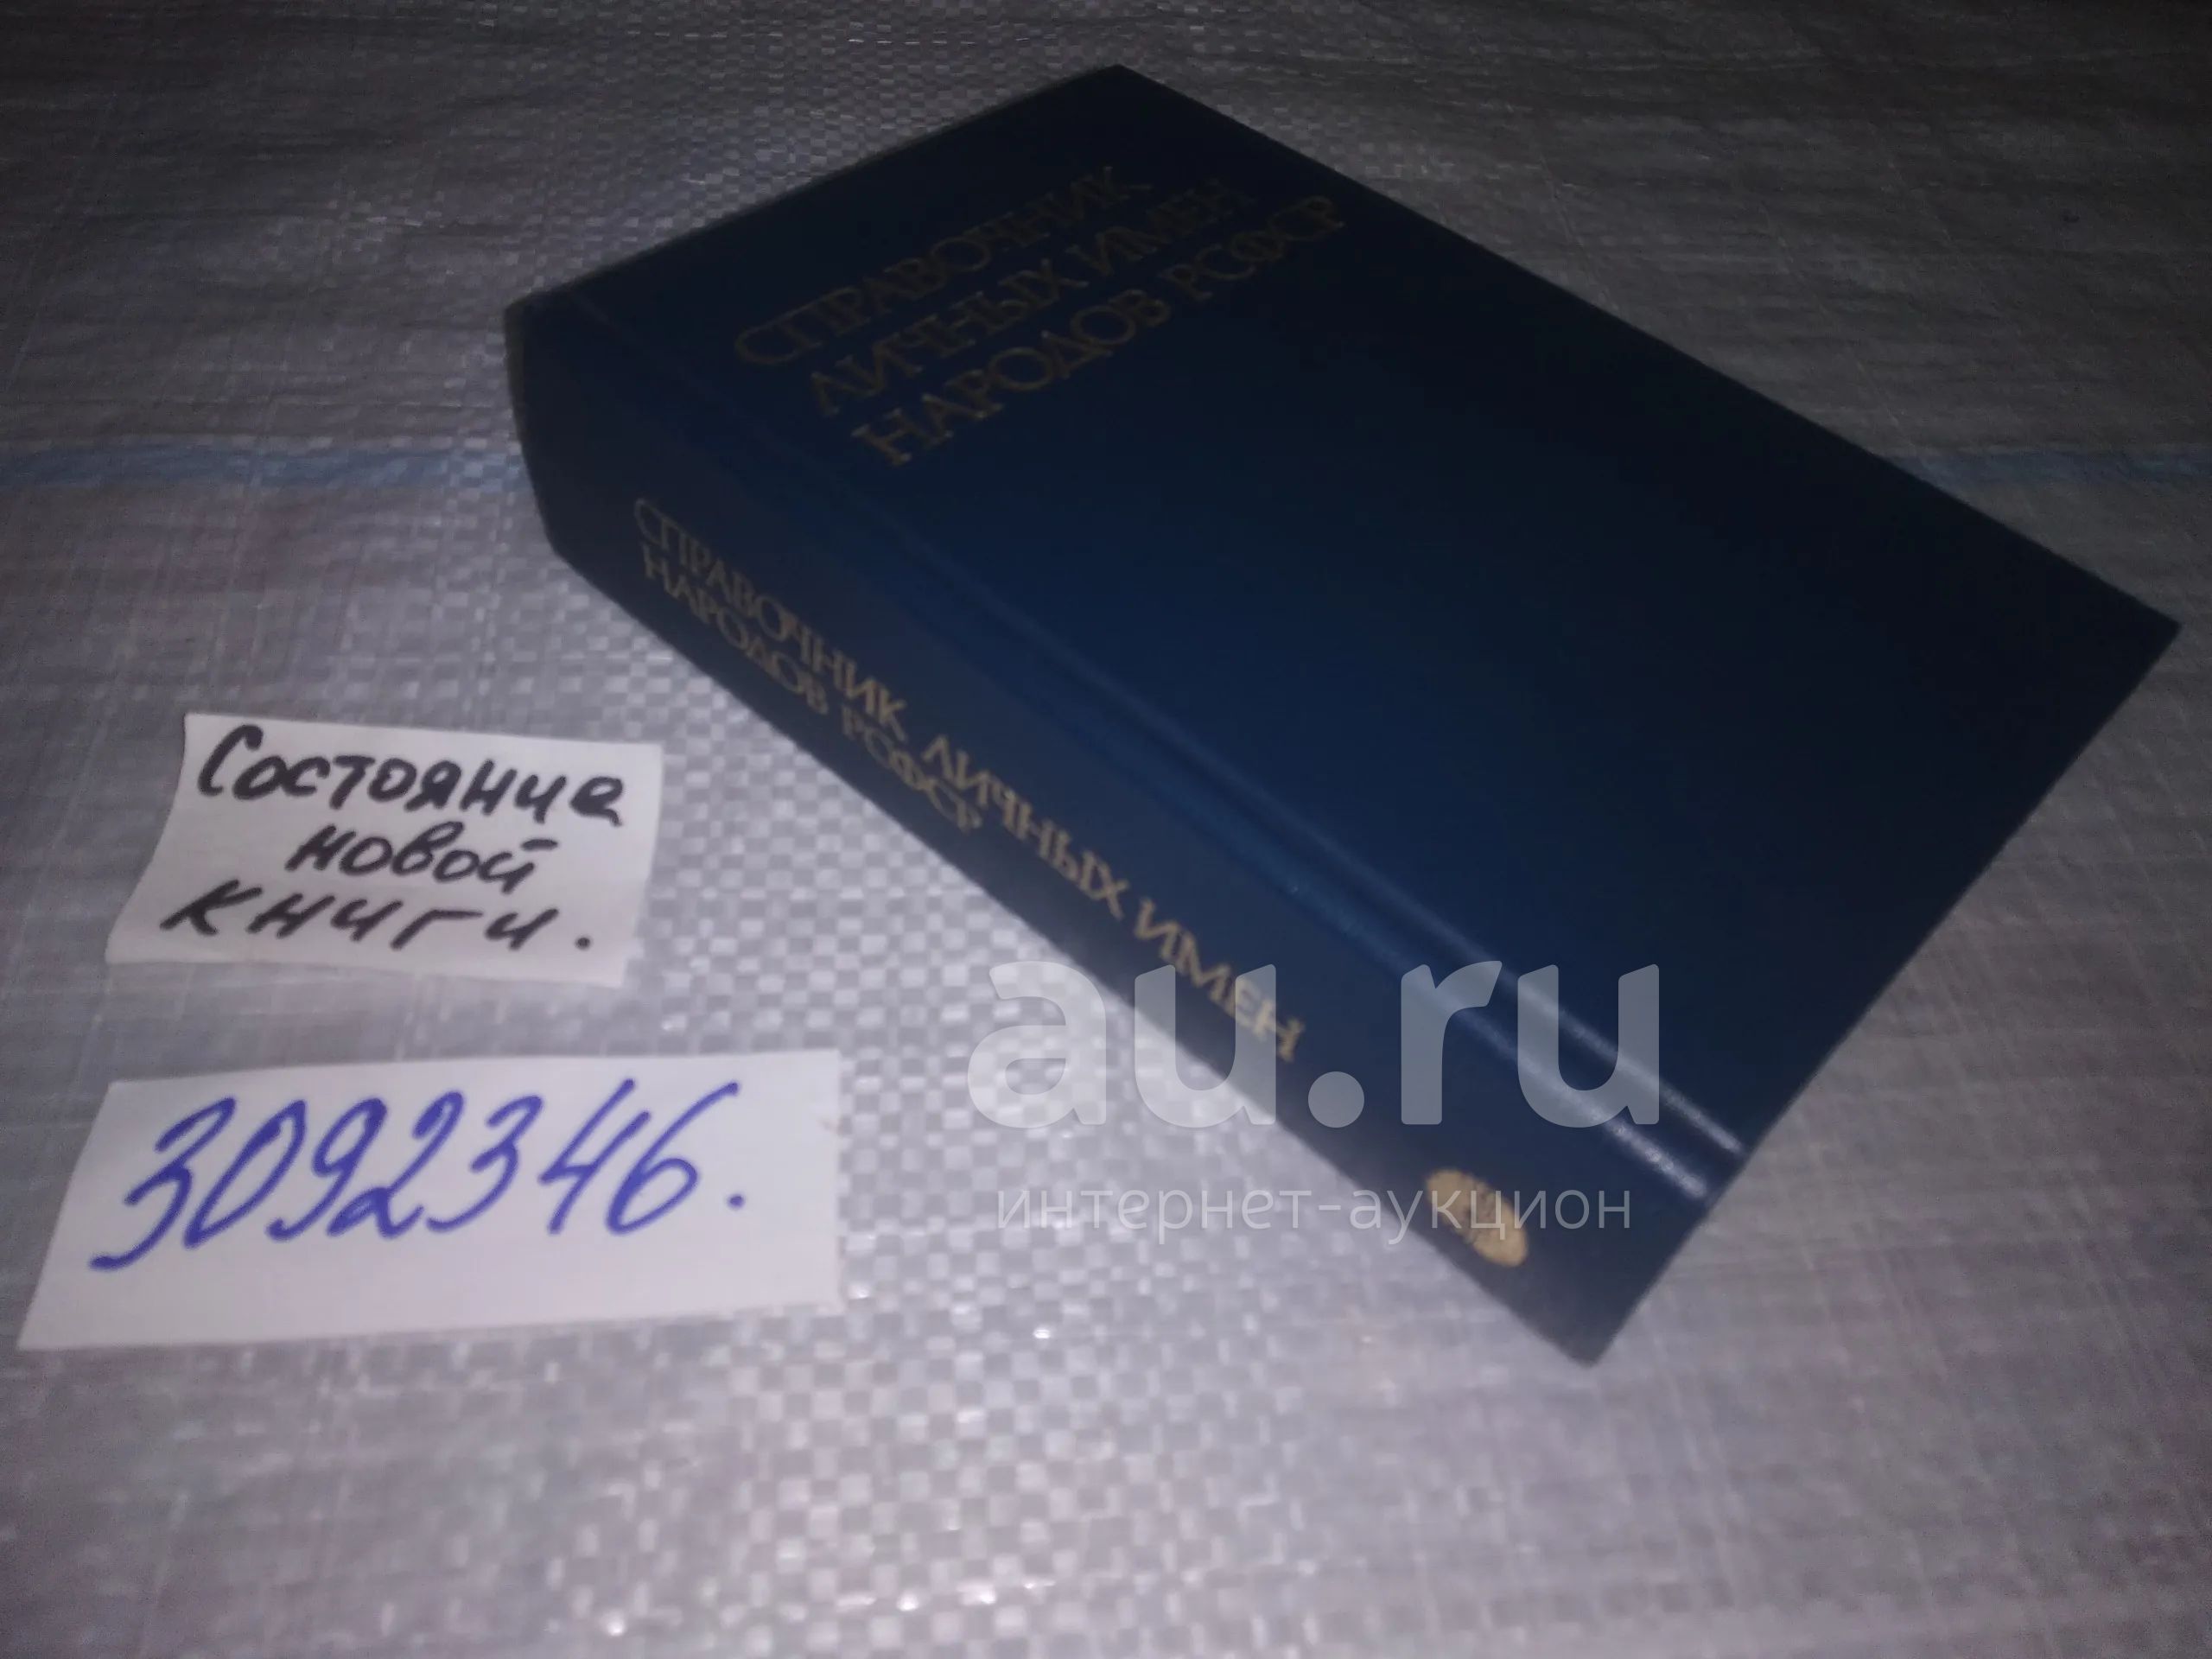 СПРАВОЧНИК
ЛИЧНЫХ ИМЕН
НАРОДОВ РСФСР
СПРАВОЧНИК ЛИЧНЫХ ИМЕН
НАРОДОВ РСФСР
Состояние
новой
книги.
3092346.
au.ru
интернет-аукцион